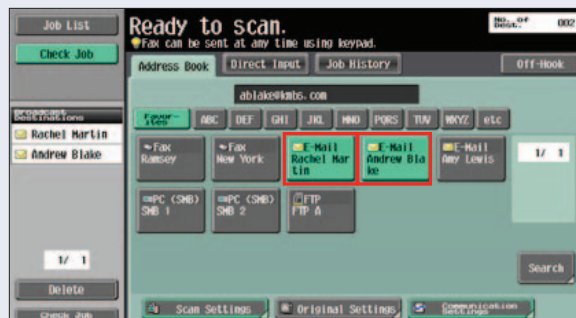 Job List
Check Job
Broadcast
Destinations
Rachel Martin
Andrew Blake
1/ 1
Delete
Check Job
Ready to scan.
Fax can be sent at any time using keypad.
No. of
Dest.
002
Address Book
Direct Input
Job History
Off-Hook
ablake@kmbs.com
Favor-
ites
ABC
DEF
GHI
JKL
MNO
PQRS
TUV
WXYZ
etc
Fax
Ramsey
Fax
New York
E-Mail
Rachel Mar
tin
E-Mail
Andrew Bla
ke
E-Mail
Amy Lewis
1/ 1
PC (SMB)
SMB 1
PC (SMB)
SMB 2
FTP
FTP A
Search
Scan Settings
Original Settings
Communication
Settings